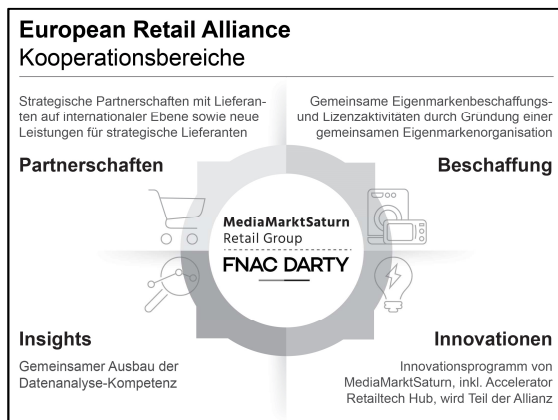 European Retail Alliance
Kooperationsbereiche
Strategische Partnerschaften mit Lieferan-
ten auf internationaler Ebene sowie neue
Leistungen für strategische Lieferanten
Partnerschaften
Gemeinsame Eigenmarkenbeschaffungs-
und Lizenzaktivitäten durch Gründung einer
gemeinsamen Eigenmarkenorganisation
Beschaffung
MediaMarktSaturn
Retail Group
FNAC DARTY
Insights
Gemeinsamer Ausbau der
Datenanalyse-Kompetenz
Innovationen
Innovationsprogramm von
MediaMarktSaturn, inkl. Accelerator
Retailtech Hub, wird Teil der Allianz